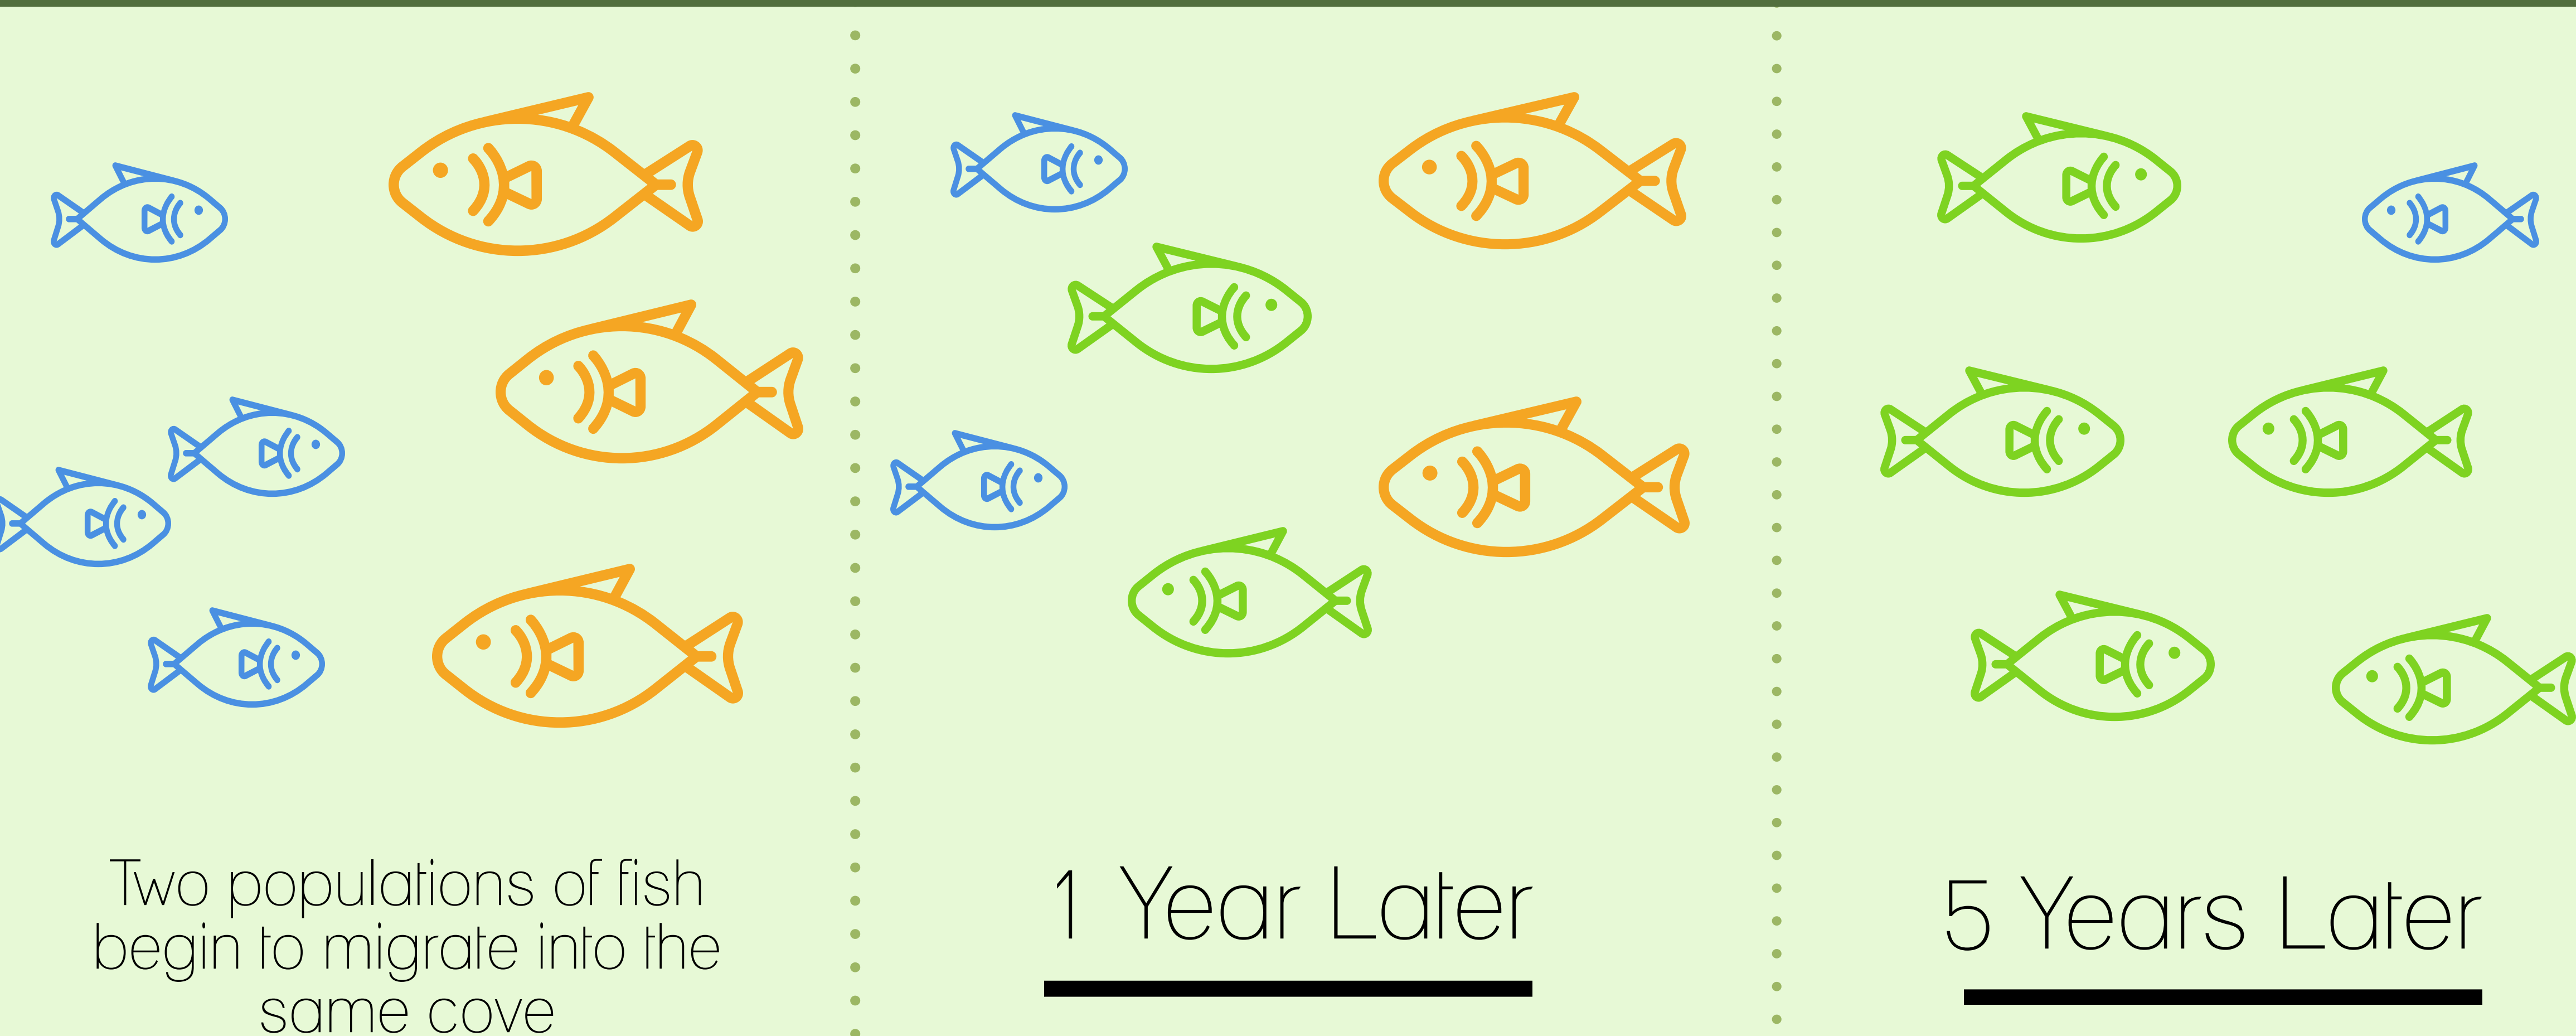 Two populations of fish
begin to migrate into the
same cove
1 Year Later
5 Years Later